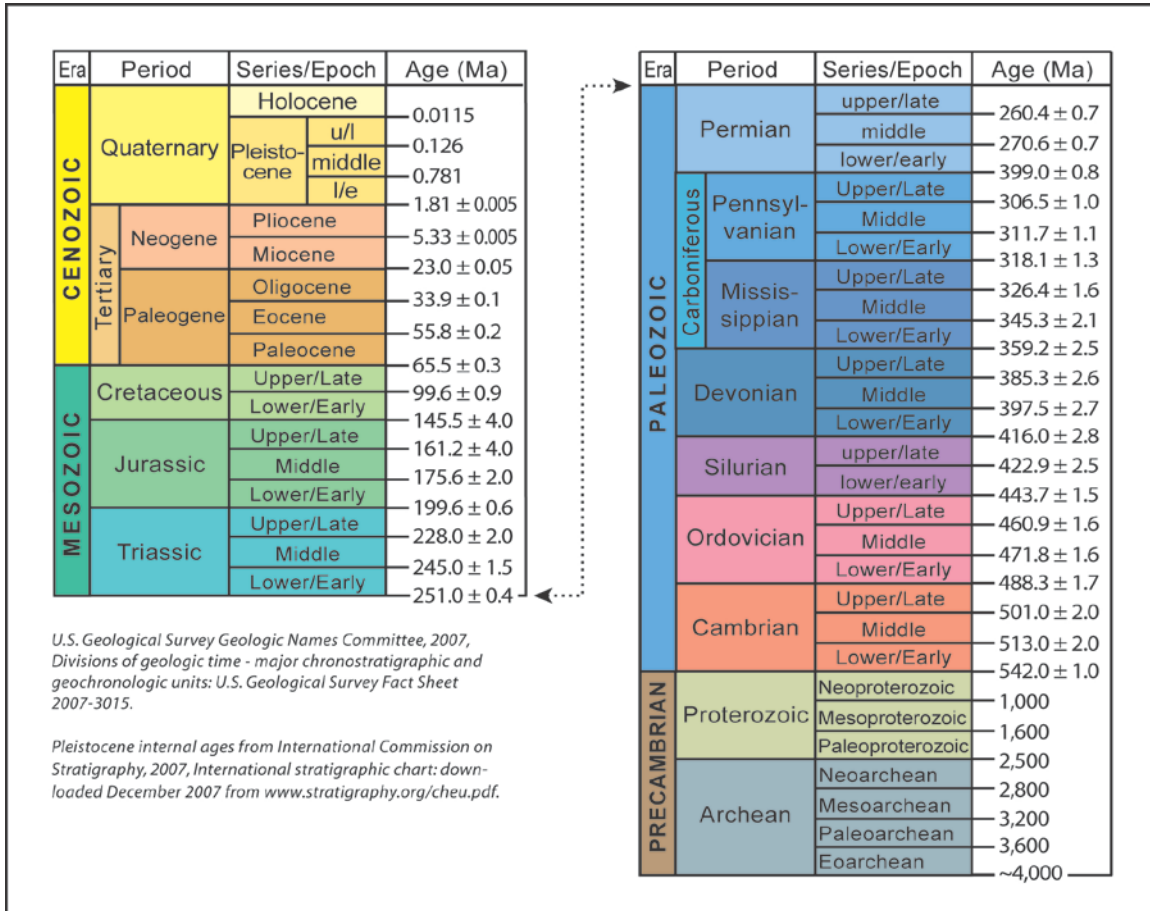 Era Period Series/Epoch Age (Ma)
CENOZOIC
Quaternary
Holocene
0.0115
Pleisto-
cene
u/l
0.126
middle
0.781
l/e
1.81 ± 0.005
Tertiary
Neogene
Pliocene
5.33 ± 0.005
Miocene
23.0 ± 0.05
Paleogene
Oligocene
33.9 ± 0.1
Eocene
55.8 ± 0.2
Paleocene
65.5 ± 0.3
MESOZOIC
Cretaceous
Upper/Late
99.6 ± 0.9
Lower/Early
145.5 ± 4.0
Jurassic
Upper/Late
161.2 ± 4.0
Middle
175.6 ± 2.0
Lower/Early
199.6 ± 0.6
Triassic
Upper/Late
228.0 ± 2.0
Middle
245.0 ± 1.5
Lower/Early
251.0 ± 0.4
U.S. Geological Survey Geologic Names Committee, 2007,
Divisions of geologic time - major chronostratigraphic and
geochronologic units: U.S. Geological Survey Fact Sheet
2007-3015.
Pleistocene internal ages from International Commission on
Stratigraphy, 2007, International stratigraphic chart: down-
loaded December 2007 from www.stratigraphy.org/cheu.pdf.
Era Period Series/Epoch Age (Ma)
PALEOZOIC
Permian
upper/late
260.4 ± 0.7
middle
270.6 ± 0.7
lower/early
399.0 ± 0.8
Carboniferous
Pennsyl-
vanian
Upper/Late
306.5 ± 1.0
Middle
311.7 ± 1.1
Lower/Early
318.1 ± 1.3
Missis-
sippian
Upper/Late
326.4 ± 1.6
Middle
345.3 ± 2.1
Lower/Early
359.2 ± 2.5
Devonian
Upper/Late
385.3 ± 2.6
Middle
397.5 ± 2.7
Lower/Early
416.0 ± 2.8
Silurian
upper/late
422.9 ± 2.5
lower/early
443.7 ± 1.5
Ordovician
Upper/Late
460.9 ± 1.6
Middle
471.8 ± 1.6
Lower/Early
488.3 ± 1.7
Cambrian
Upper/Late
501.0 ± 2.0
Middle
513.0 ± 2.0
Lower/Early
542.0 ± 1.0
PRECAMBRIAN
Proterozoic
Neoproterozoic
1,000
Mesoproterozoic
1,600
Paleoproterozoic
2,500
Archean
Neoarchean
2,800
Mesoarchean
3,200
Paleoarchean
3,600
Eoarchean
~4,000